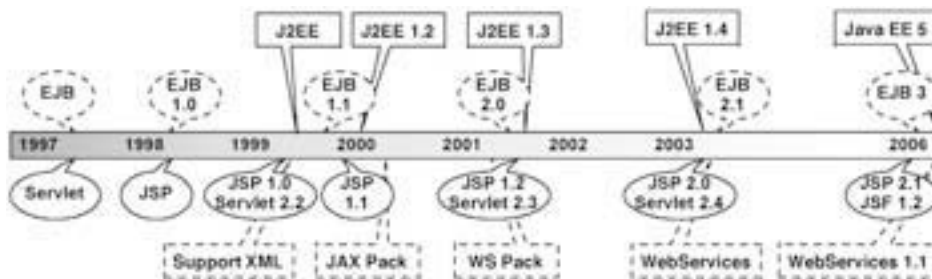 J2EE J2EE 1.2 J2EE 1.3 J2EE 1.4 Java EE 5
EJB EJB EJB EJB EJB EJB 3
1.0 1.1 2.0 2.1
1997 1998 1999 2000 2001 2002 2003 2006
Servlet JSP JSP 1.0 JSP JSP 1.2 JSP 2.0 JSP 2.1
Servlet 2.2 1.1 Servlet 2.3 Servlet 2.4 JSF 1.2
Support XML JAX Pack WS Pack WebServices WebServices 1.1